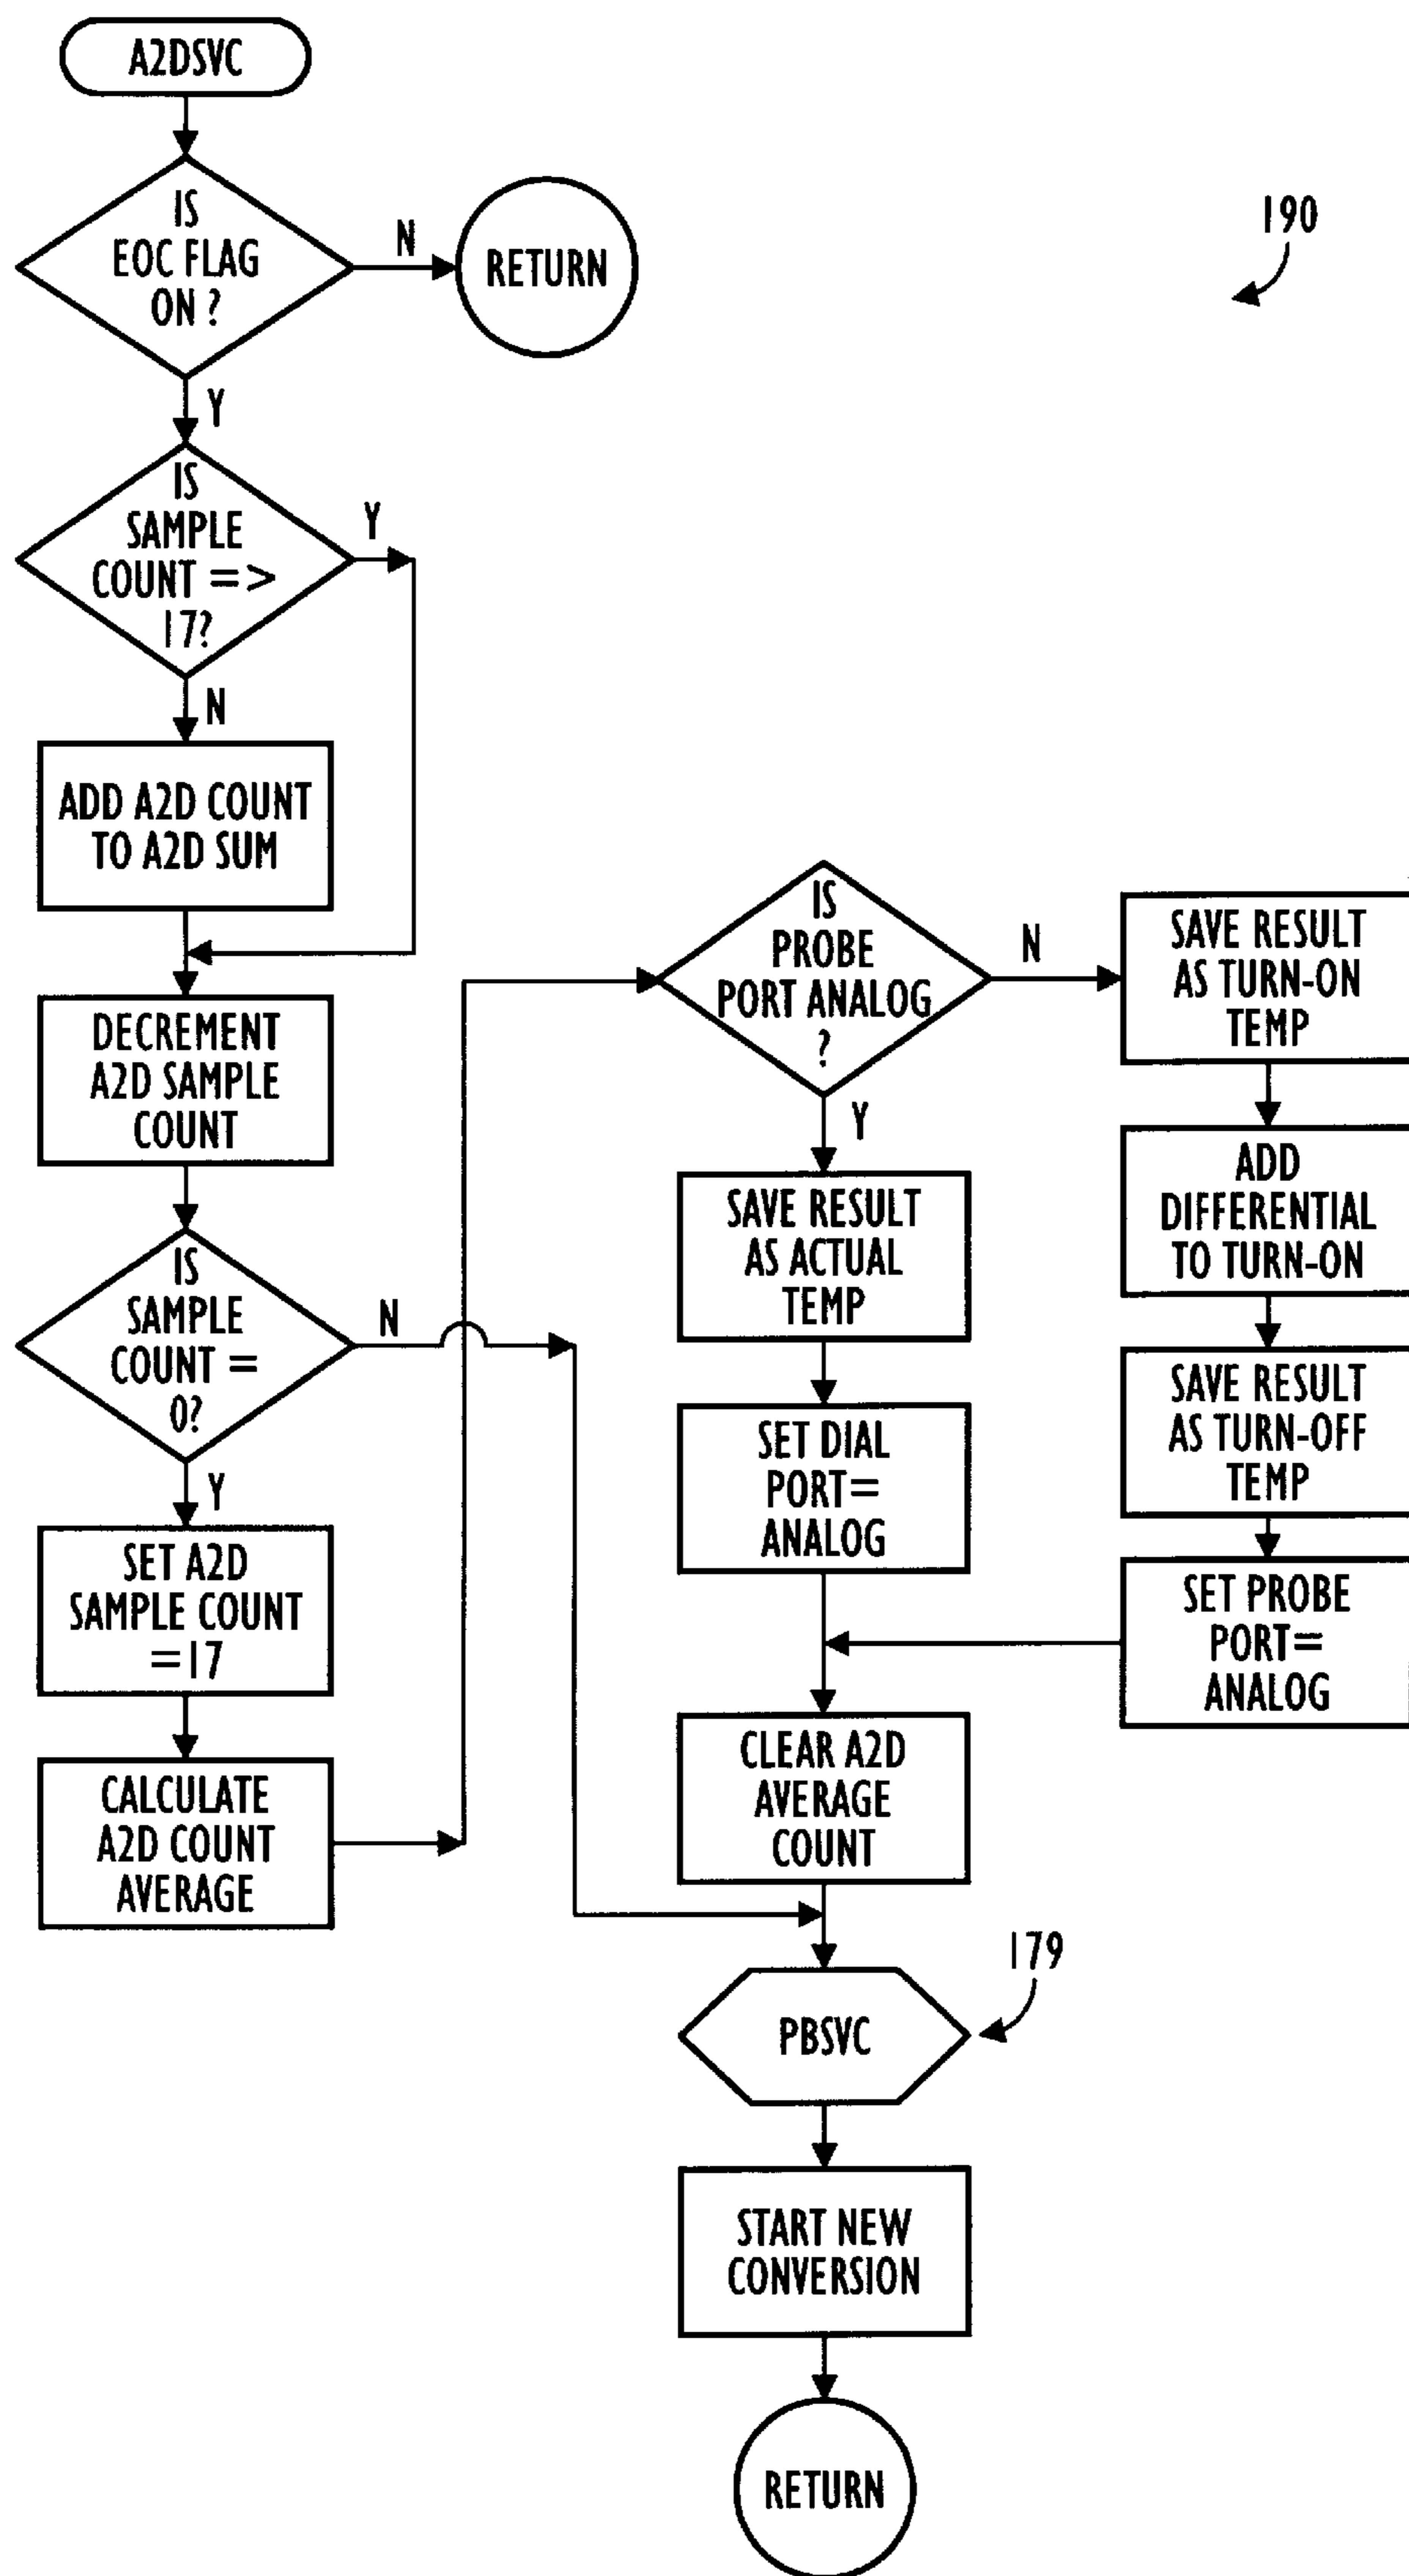 A2DSVC
IS
EOC FLAG
ON ?
N
RETURN
190
Y
IS
SAMPLE
COUNT =>
17?
Y
N
ADD A2D COUNT
TO A2D SUM
DECREMENT
A2D SAMPLE
COUNT
IS
SAMPLE
COUNT =
0?
N
Y
SET A2D
SAMPLE COUNT
=17
CALCULATE
A2D COUNT
AVERAGE
IS
PROBE
PORT ANALOG
?
N
Y
SAVE RESULT
AS ACTUAL
TEMP
SET DIAL
PORT=
ANALOG
SAVE RESULT
AS TURN-ON
TEMP
ADD
DIFFERENTIAL
TO TURN-ON
SAVE RESULT
AS TURN-OFF
TEMP
SET PROBE
PORT=
ANALOG
CLEAR A2D
AVERAGE
COUNT
179
PBSVC
START NEW
CONVERSION
RETURN